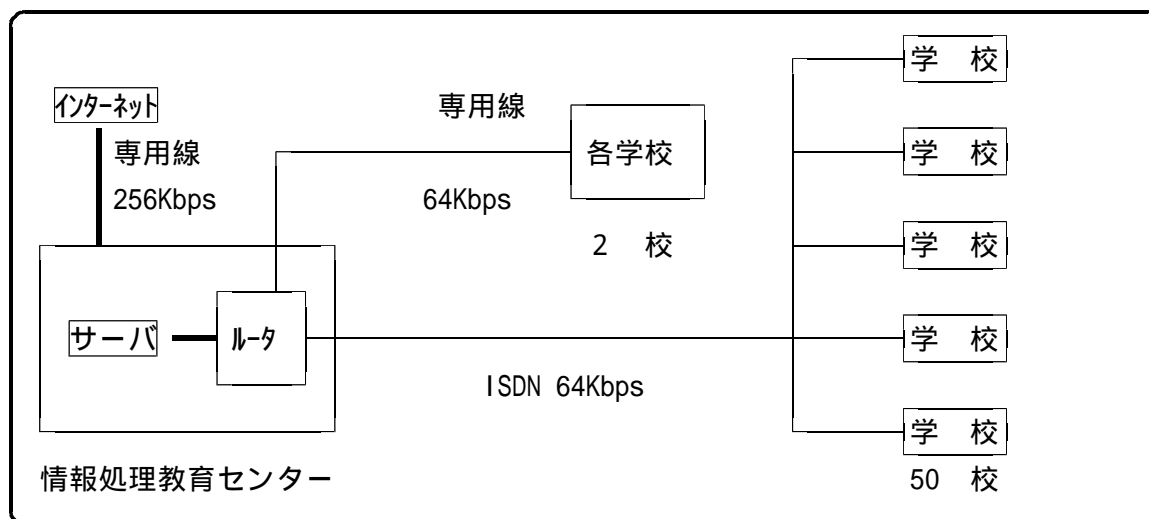 インターネット
専用線
256Kbps
専用線
64Kbps
各学校
2 校
サーバ
ルータ
ISDN 64Kbps
情報処理教育センター
学 校
学 校
学 校
学 校
学 校
50 校